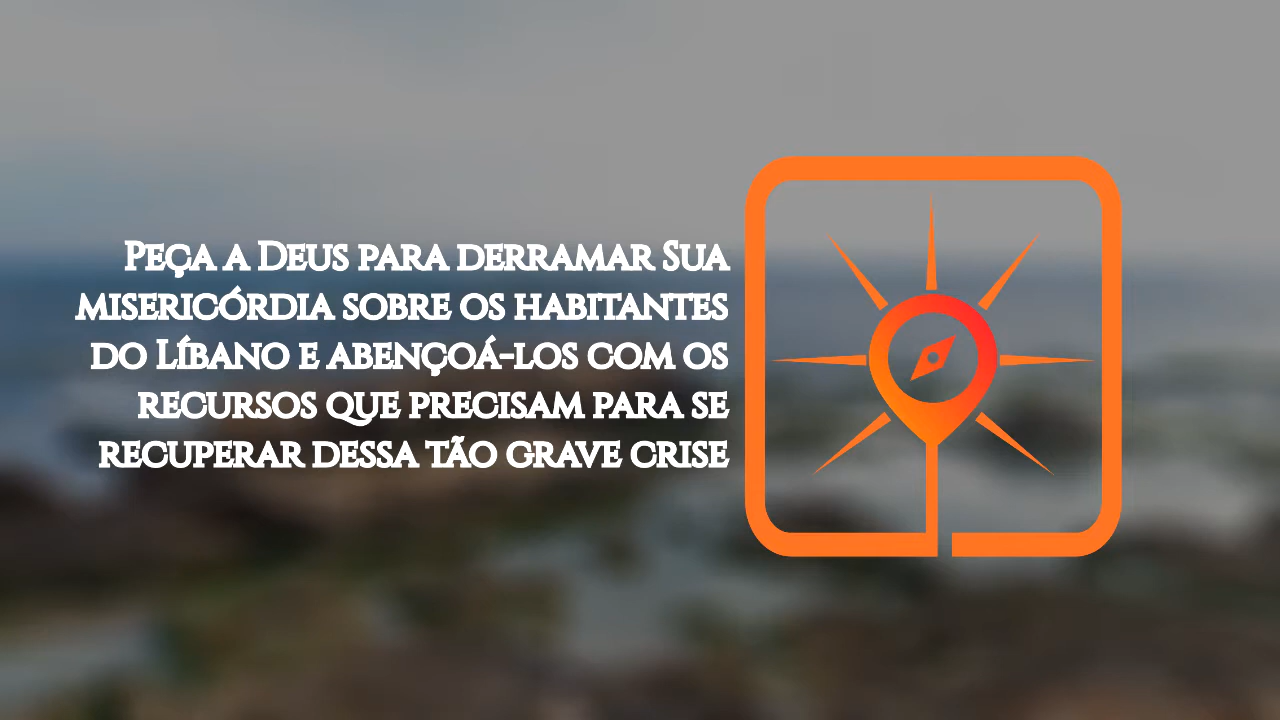 Peça a Deus para derramar Sua
misericórdia sobre os habitantes
do Líbano e abençoá-los com os
recursos que precisam para se
recuperar dessa tão grave crise